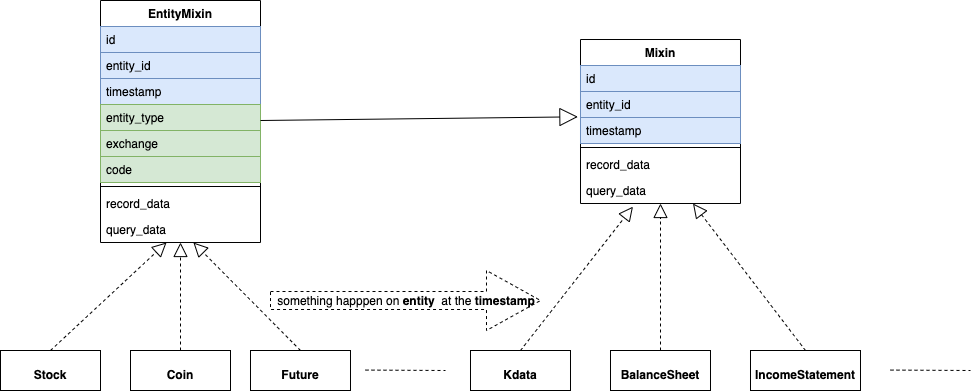 EntityMixin
id
entity_id
timestamp
entity_type
exchange
code
record_data
query_data
Mixin
id
entity_id
timestamp
record_data
query_data
something happpen on entity at the timestamp
Stock
Coin
Future
Kdata
BalanceSheet
IncomeStatement